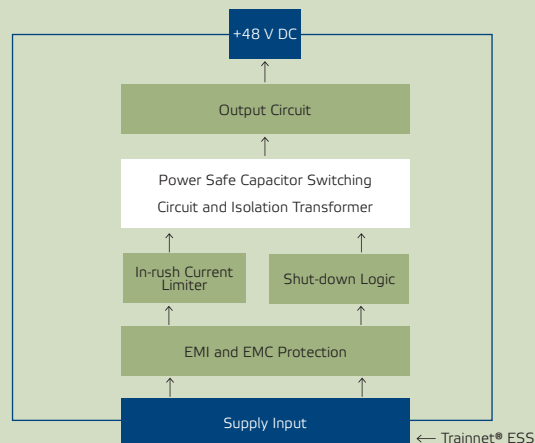 +48 V DC
Output Circuit
Power Safe Capacitor Switching
Circuit and Isolation Transformer
In-rush Current
Limiter
Shut-down Logic
EMI and EMC Protection
Supply Input
Trainnet® ESS